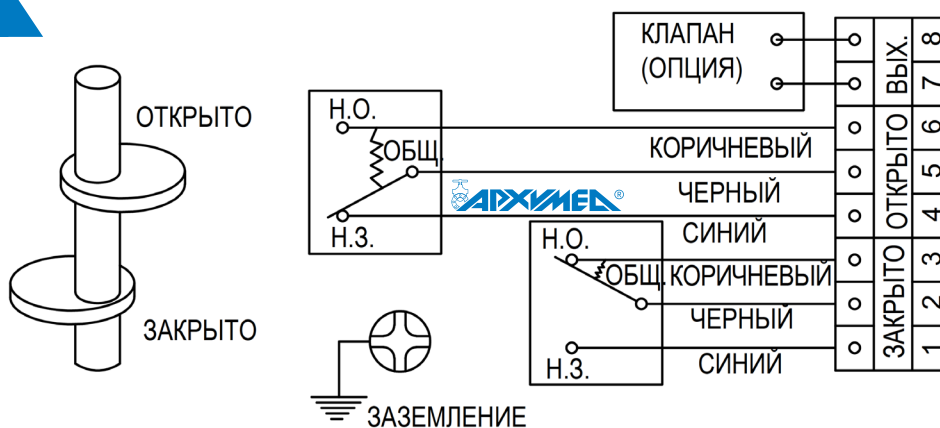 ОТКРЫТО
ЗАКРЫТО
Н.О.
ОБЩ.
Н.З.
КЛАПАН
(ОПЦИЯ)
КОРИЧНЕВЫЙ
ЧЕРНЫЙ
СИНИЙ
АРХИМЕД®
Н.О.
ОБЩ. КОРИЧНЕВЫЙ
ЧЕРНЫЙ
СИНИЙ
Н.З.
ЗАЗЕМЛЕНИЕ
ВЫХ.
ОТКРЫТО
ЗАКРЫТО
8
7
6
5
4
3
2
1